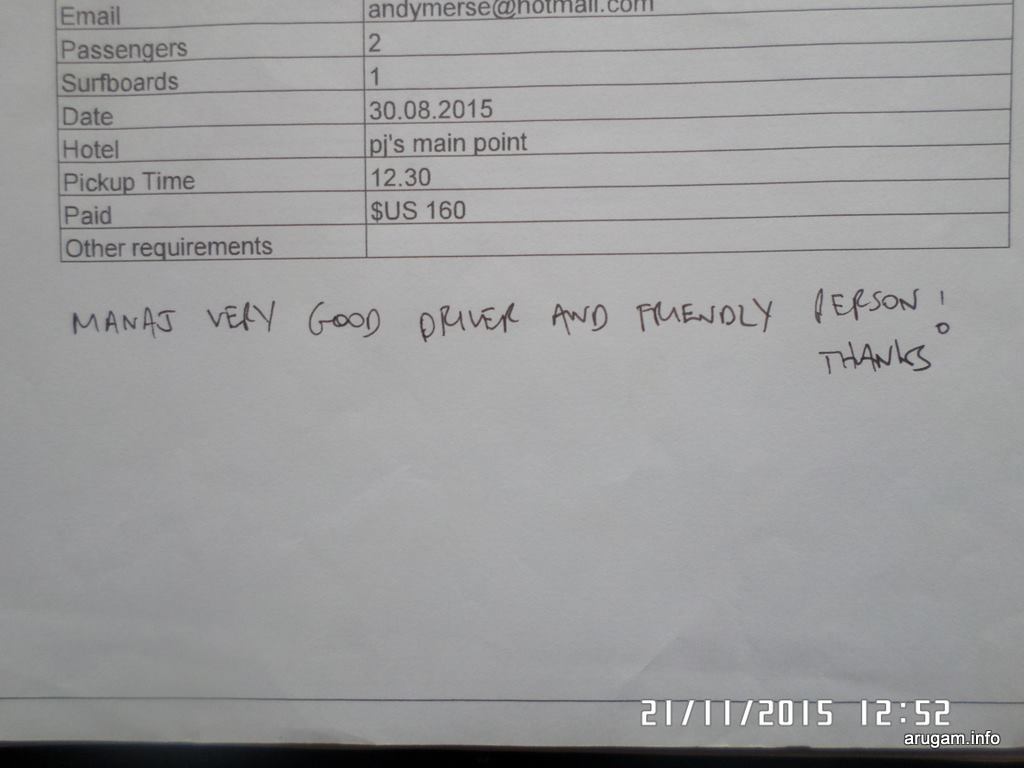 Email andymerse@hotmail.com
Passengers 2
Surfboards 1
Date 30.08.2015
Hotel pj's main point
Pickup Time 12.30
Paid $US 160
Other requirements
MANAJ VERY GOOD DRIVER AND FRIENDLY PERSON!
THANKS
21/11/2015 12:52
arugam.info